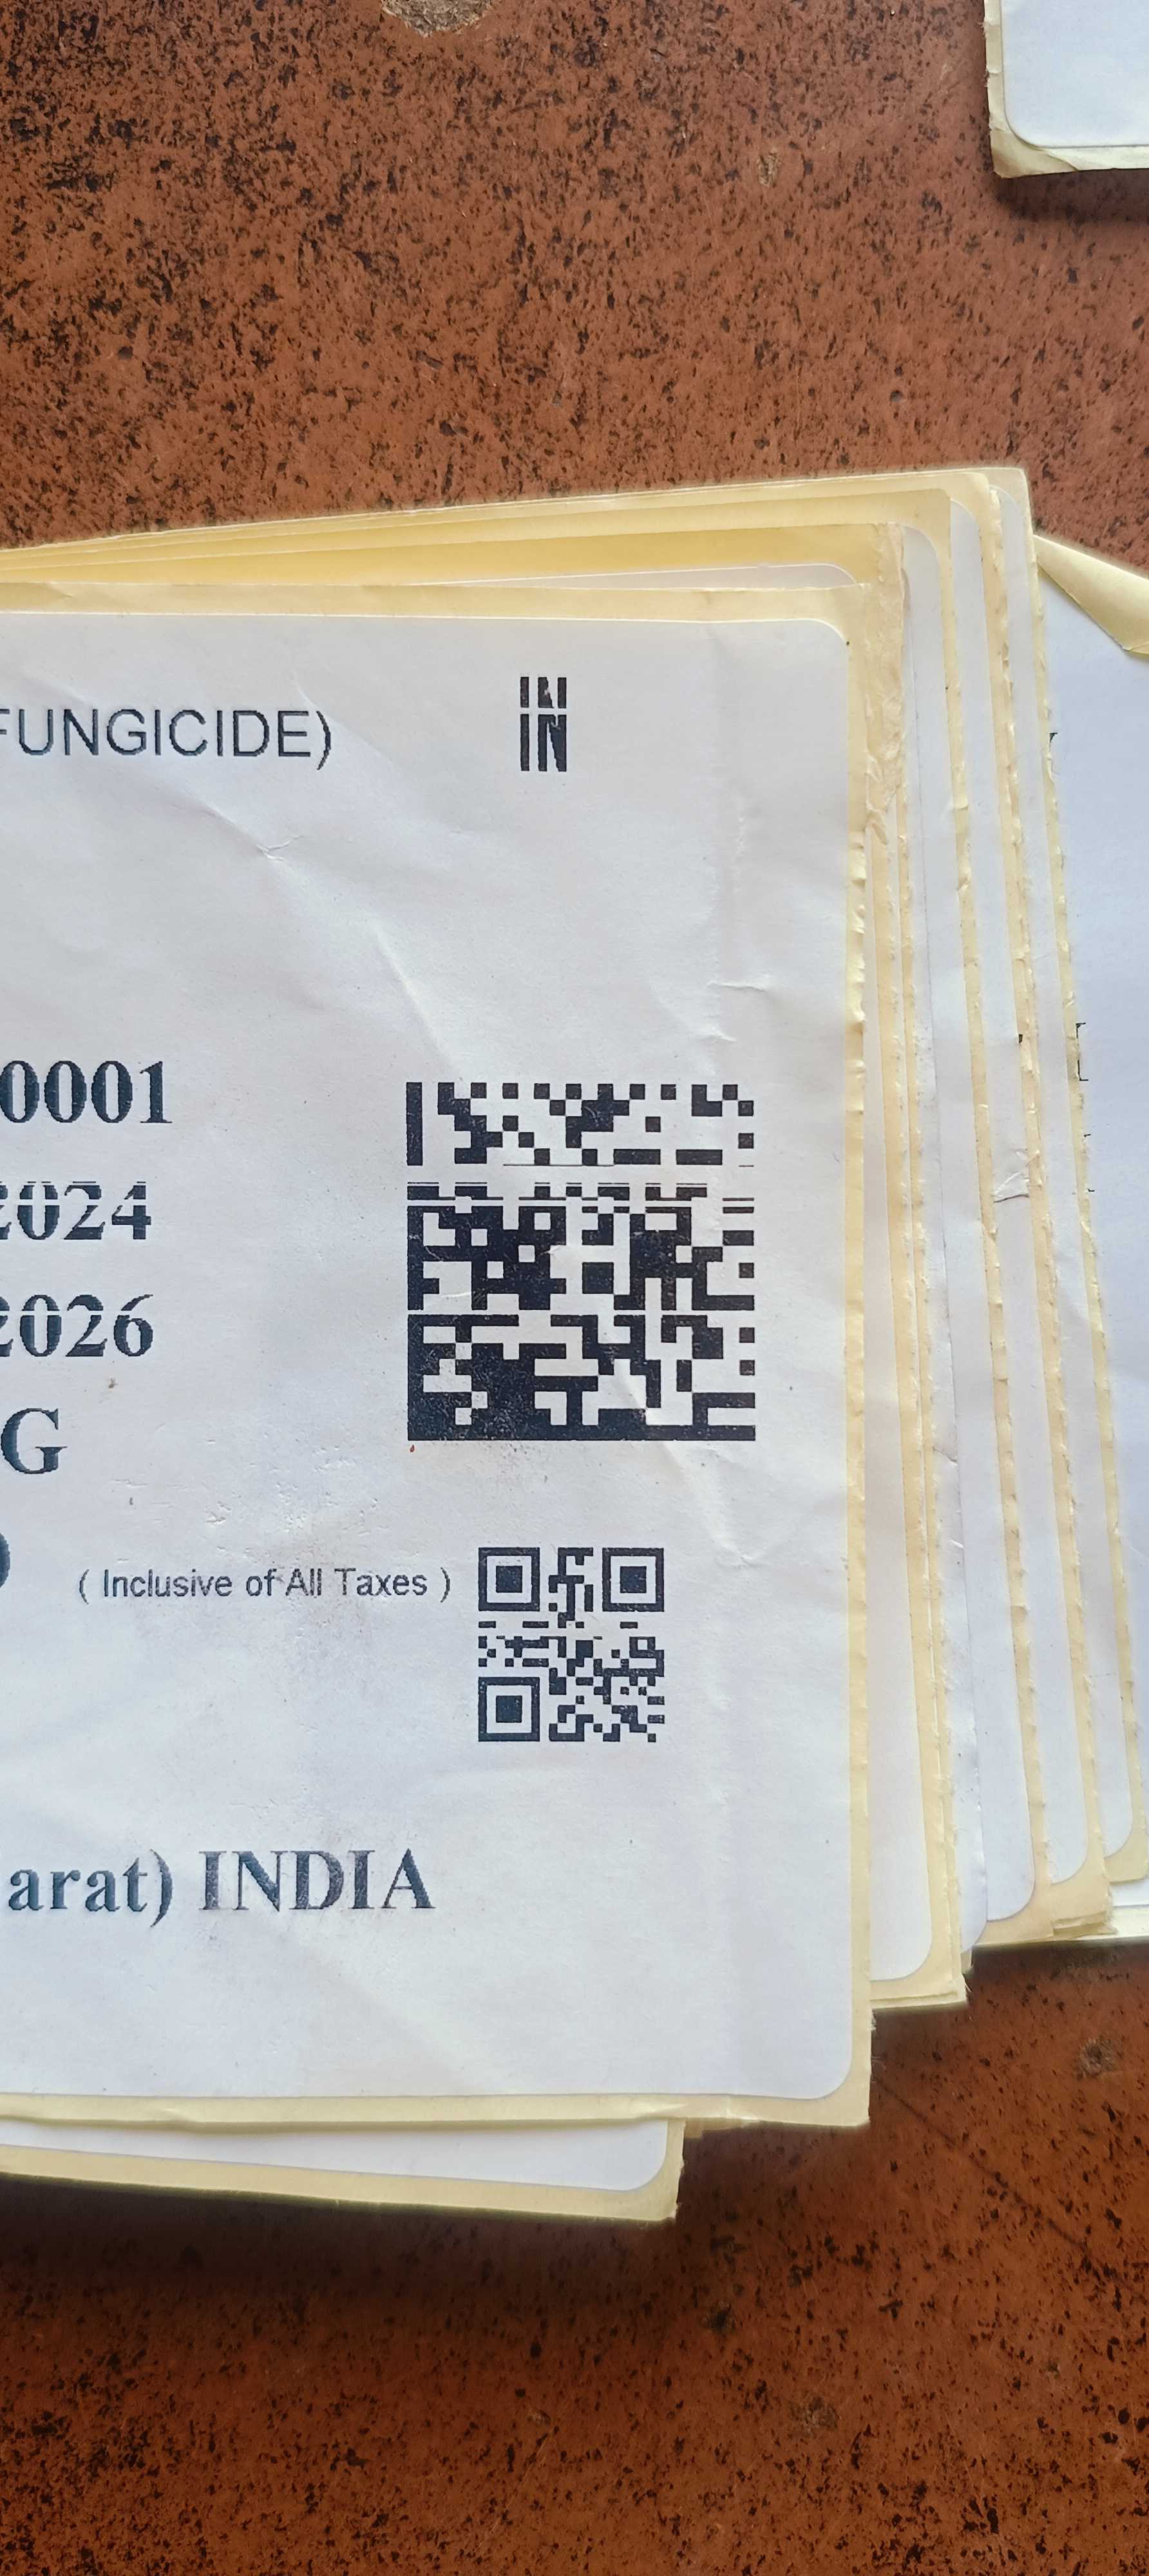 FUNGICIDE)
IN
0001
2024
2026
G
( Inclusive of All Taxes )
arat) INDIA